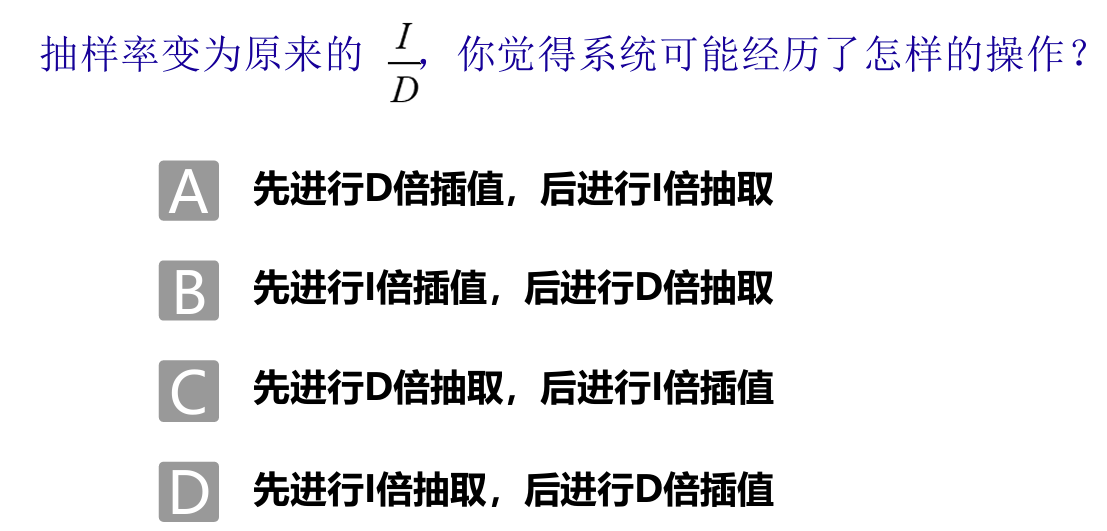 抽样率变为原来的 I/D，你觉得系统可能经历了怎样的操作？
A 先进行D倍插值，后进行I倍抽取
B 先进行I倍插值，后进行D倍抽取
C 先进行D倍抽取，后进行I倍插值
D 先进行I倍抽取，后进行D倍插值